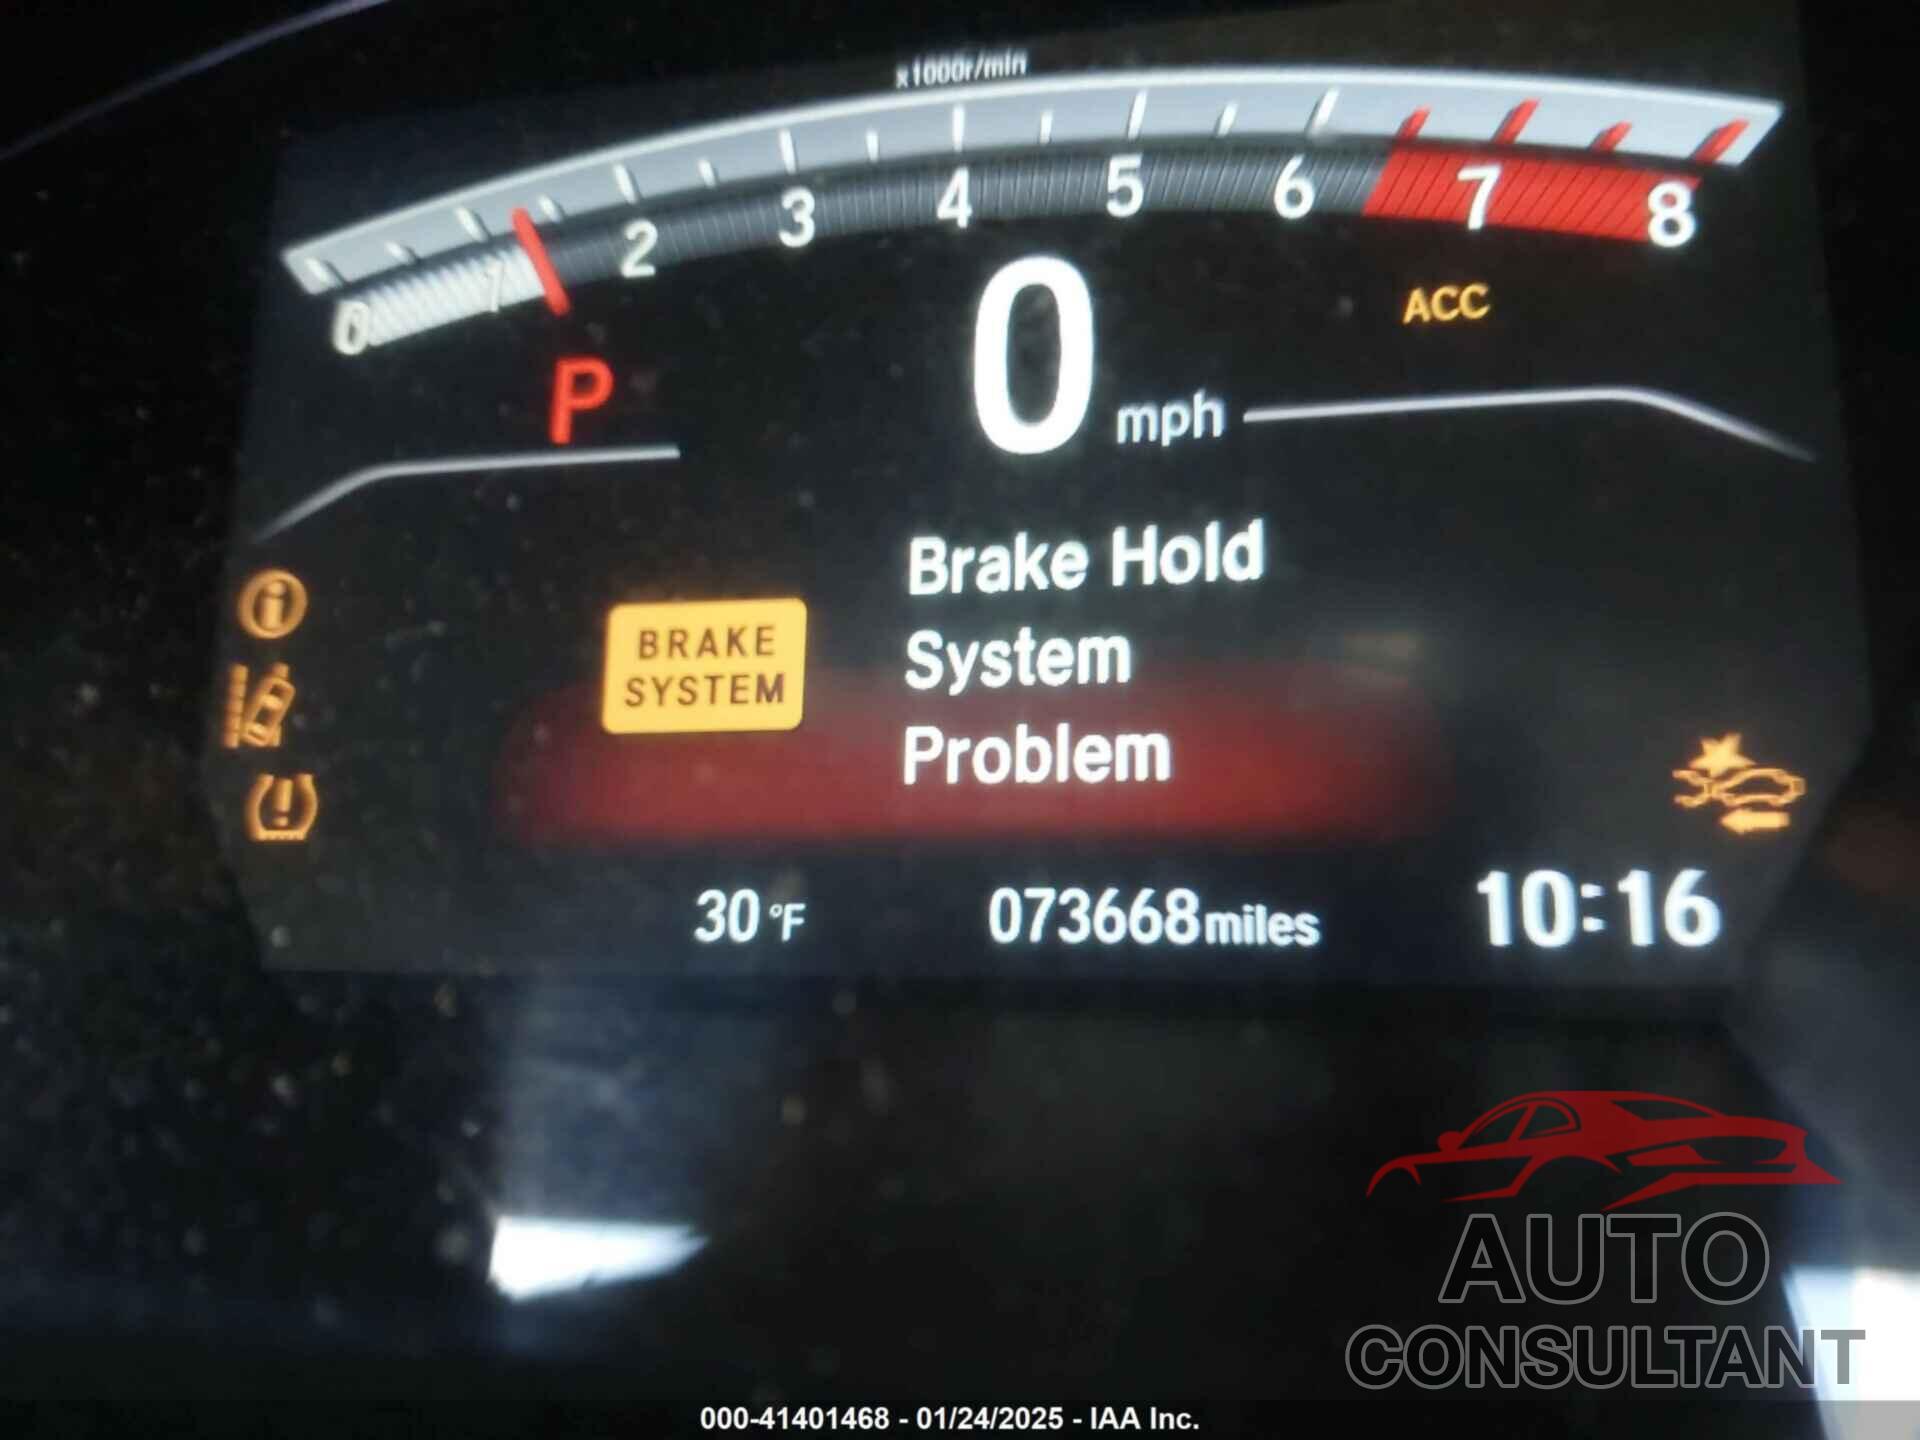 x1000r/min
0 1 2 3 4 5 6 7 8
ACC
P
0 mph
Brake Hold
System
Problem
BRAKE
SYSTEM
30 °F
073668 miles
10:16
AUTO
CONSULTANT
000-41401468 - 01/24/2025 - IAA Inc.